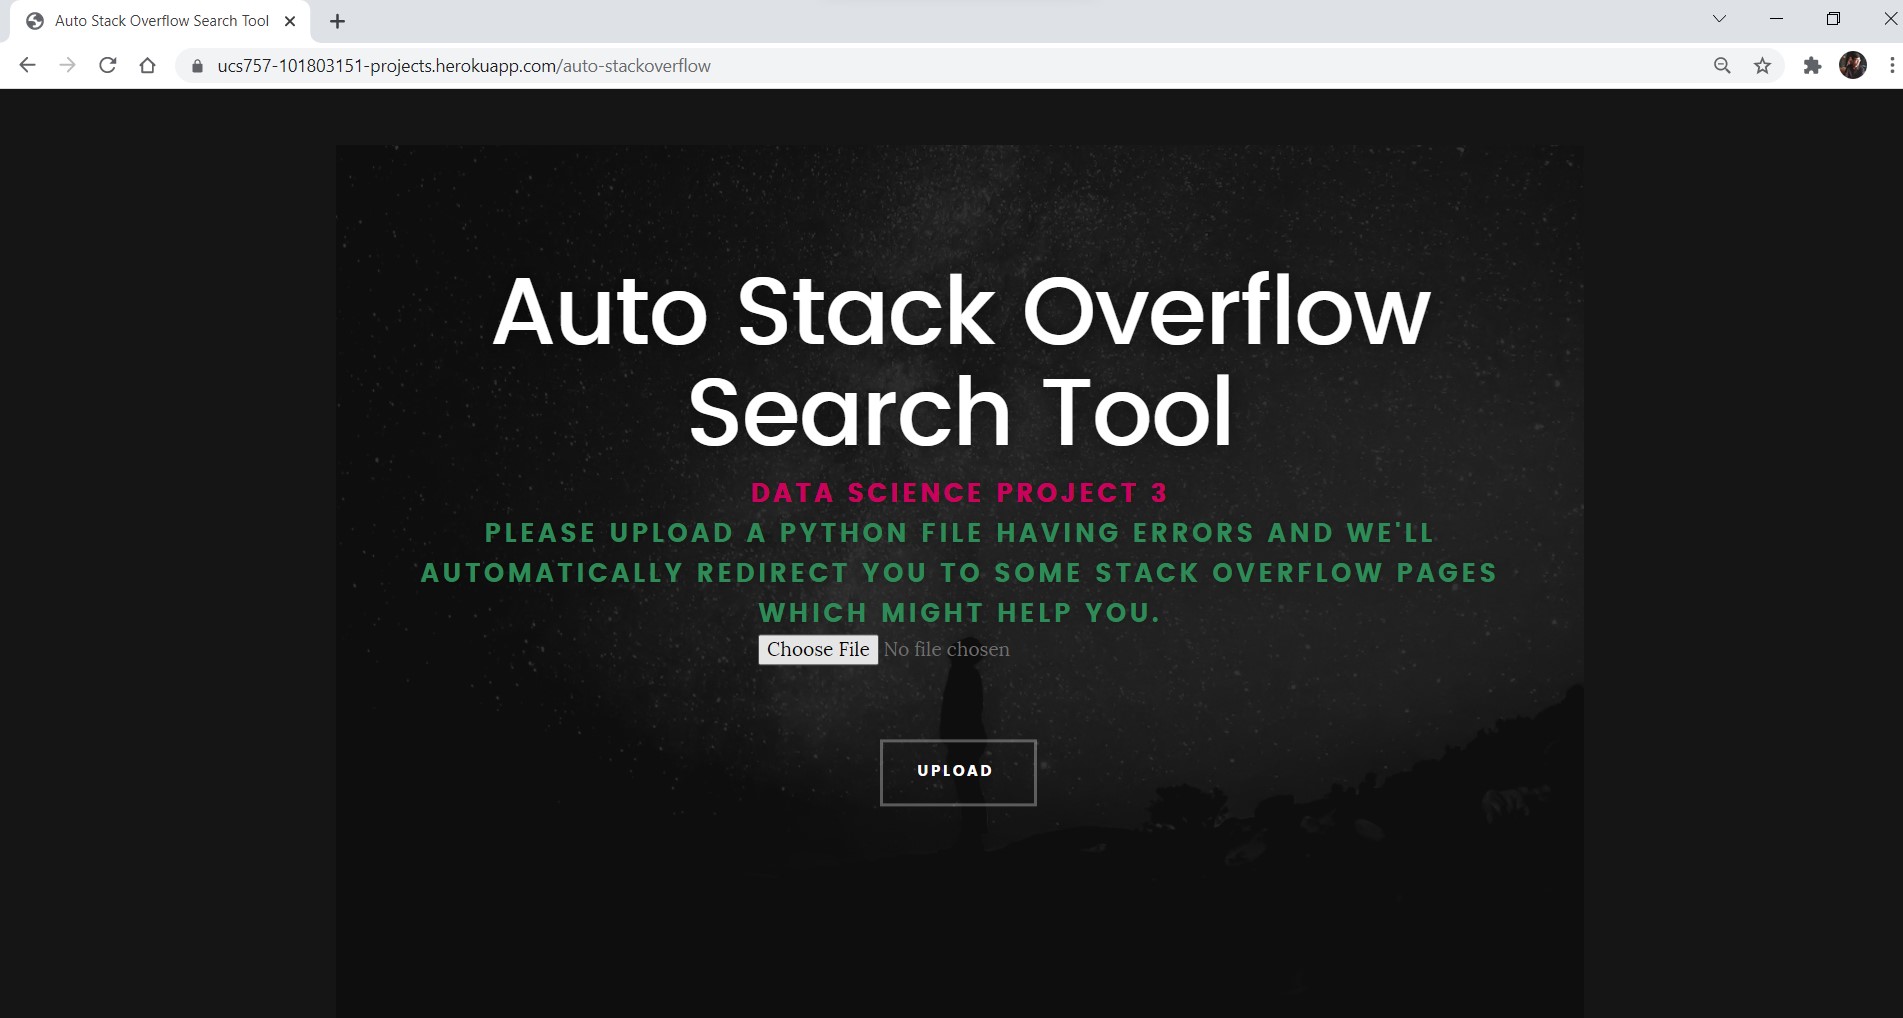 Auto Stack Overflow Search Tool
ucs757-101803151-projects.herokuapp.com/auto-stackoverflow
Auto Stack Overflow
Search Tool
DATA SCIENCE PROJECT 3
PLEASE UPLOAD A PYTHON FILE HAVING ERRORS AND WE'LL
AUTOMATICALLY REDIRECT YOU TO SOME STACK OVERFLOW PAGES
WHICH MIGHT HELP YOU.
Choose File No file chosen
UPLOAD